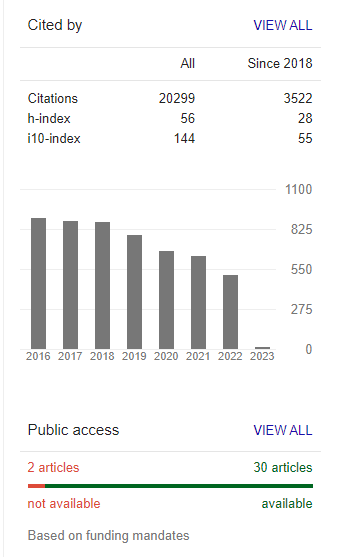 Cited by VIEW ALL
All Since 2018
Citations 20299 3522
h-index 56 28
i10-index 144 55
1100
825
550
275
0
2016 2017 2018 2019 2020 2021 2022 2023
Public access VIEW ALL
2 articles 30 articles
not available available
Based on funding mandates